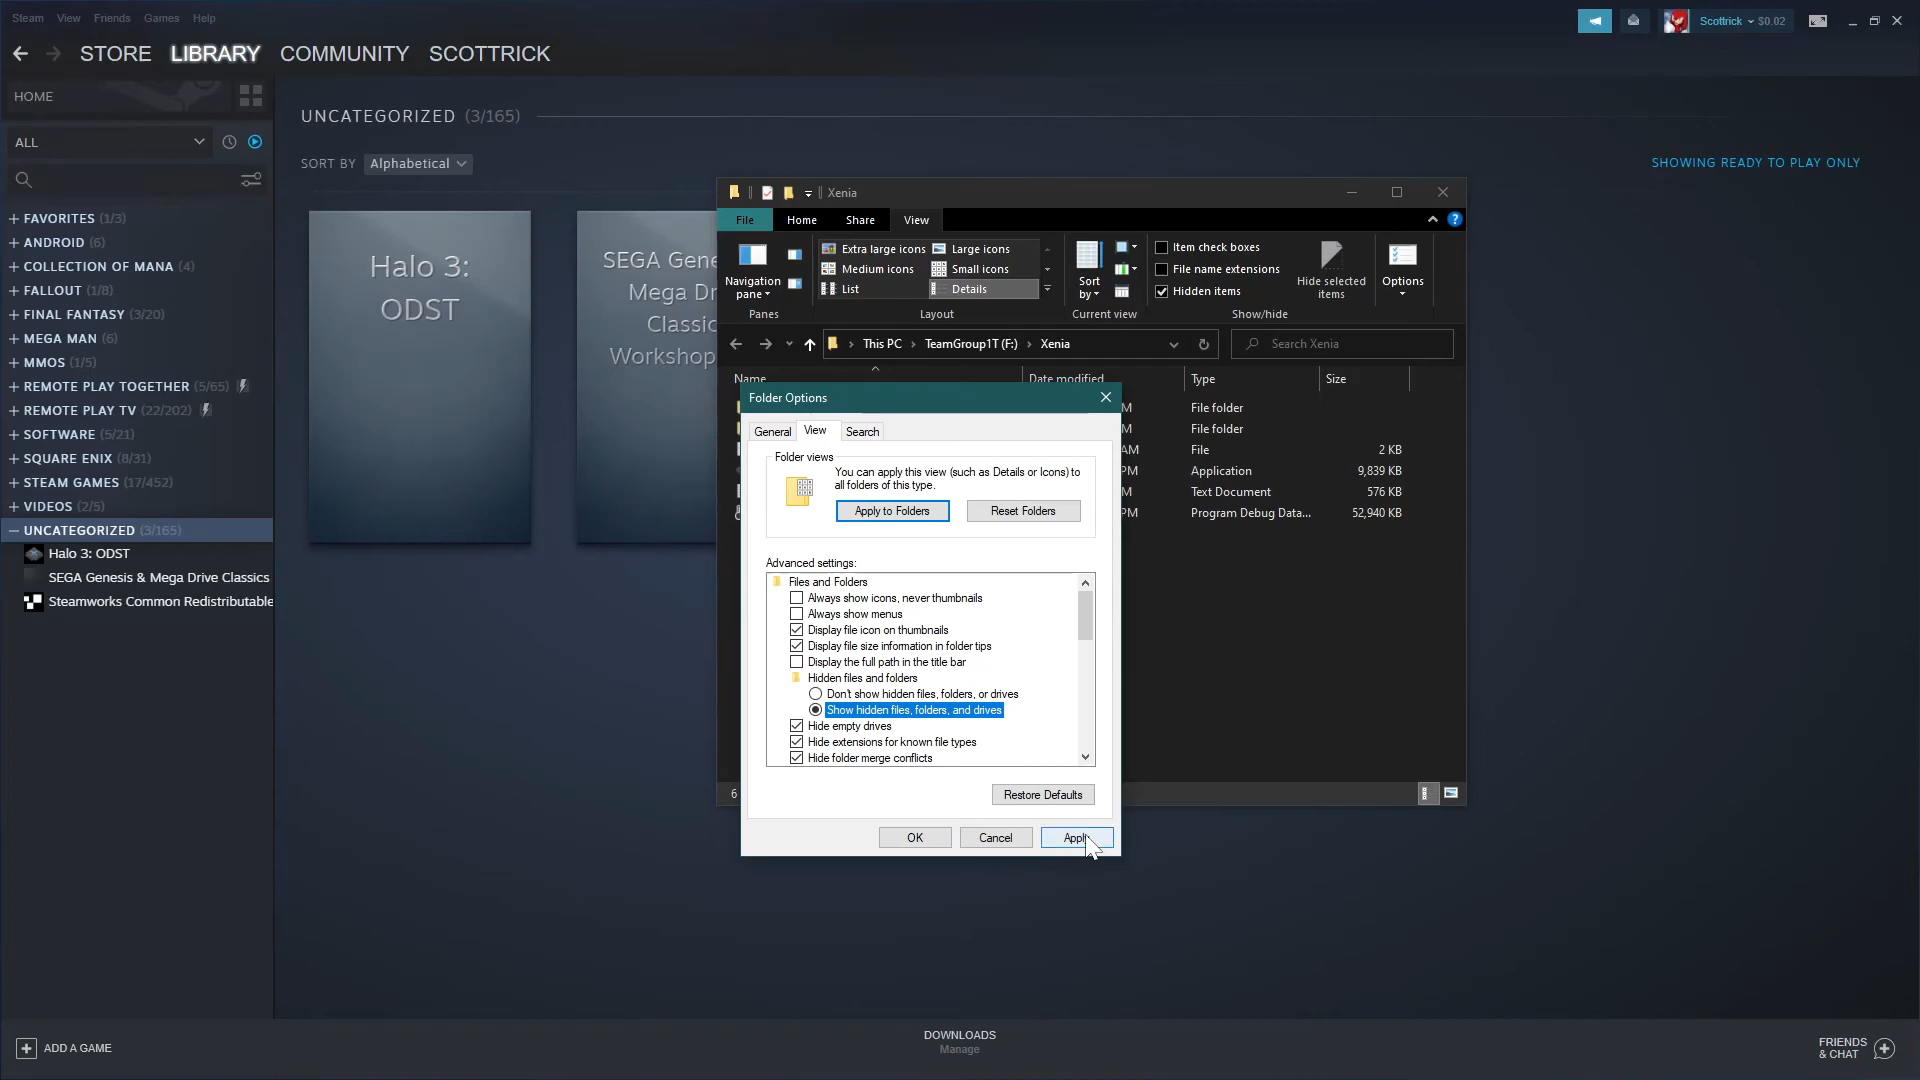 Steam View Friends Games Help
Scottrick $0.02
STORE LIBRARY COMMUNITY SCOTTRICK
HOME
ALL
FAVORITES (1/3)
ANDROID (6)
COLLECTION OF MANA (4)
FALLOUT (1/8)
FINAL FANTASY (3/20)
MEGA MAN (6)
MMOS (1/5)
REMOTE PLAY TOGETHER (5/65)
REMOTE PLAY TV (22/202)
SOFTWARE (5/21)
SQUARE ENIX (8/31)
STEAM GAMES (17/452)
VIDEOS (2/5)
UNCATEGORIZED (3/165)
Halo 3: ODST
SEGA Genesis & Mega Drive Classics
Steamworks Common Redistributable
UNCATEGORIZED (3/165)
SORT BY Alphabetical
SHOWING READY TO PLAY ONLY
Halo 3:
ODST
SEGA Gene
Mega Dr
Classic
Workshop
Xenia
File Home Share View
Navigation
pane
Panes
Extra large icons Large icons
Medium icons Small icons
List Details
Layout
Sort
by
Current view
Item check boxes
File name extensions
Hidden items
Show/hide
Hide selected
items
Options
This PC TeamGroup1T (F:) Xenia
Search Xenia
Name Date modified Type Size
M File folder
M File folder
AM File 2 KB
PM Application 9,839 KB
M Text Document 576 KB
PM Program Debug Data... 52,940 KB
6
Folder Options
General View Search
Folder views
You can apply this view (such as Details or Icons) to
all folders of this type.
Apply to Folders Reset Folders
Advanced settings:
Files and Folders
Always show icons, never thumbnails
Always show menus
Display file icon on thumbnails
Display file size information in folder tips
Display the full path in the title bar
Hidden files and folders
Don't show hidden files, folders, or drives
Show hidden files, folders, and drives
Hide empty drives
Hide extensions for known file types
Hide folder merge conflicts
Restore Defaults
OK Cancel Apply
ADD A GAME
DOWNLOADS
Manage
FRIENDS
& CHAT